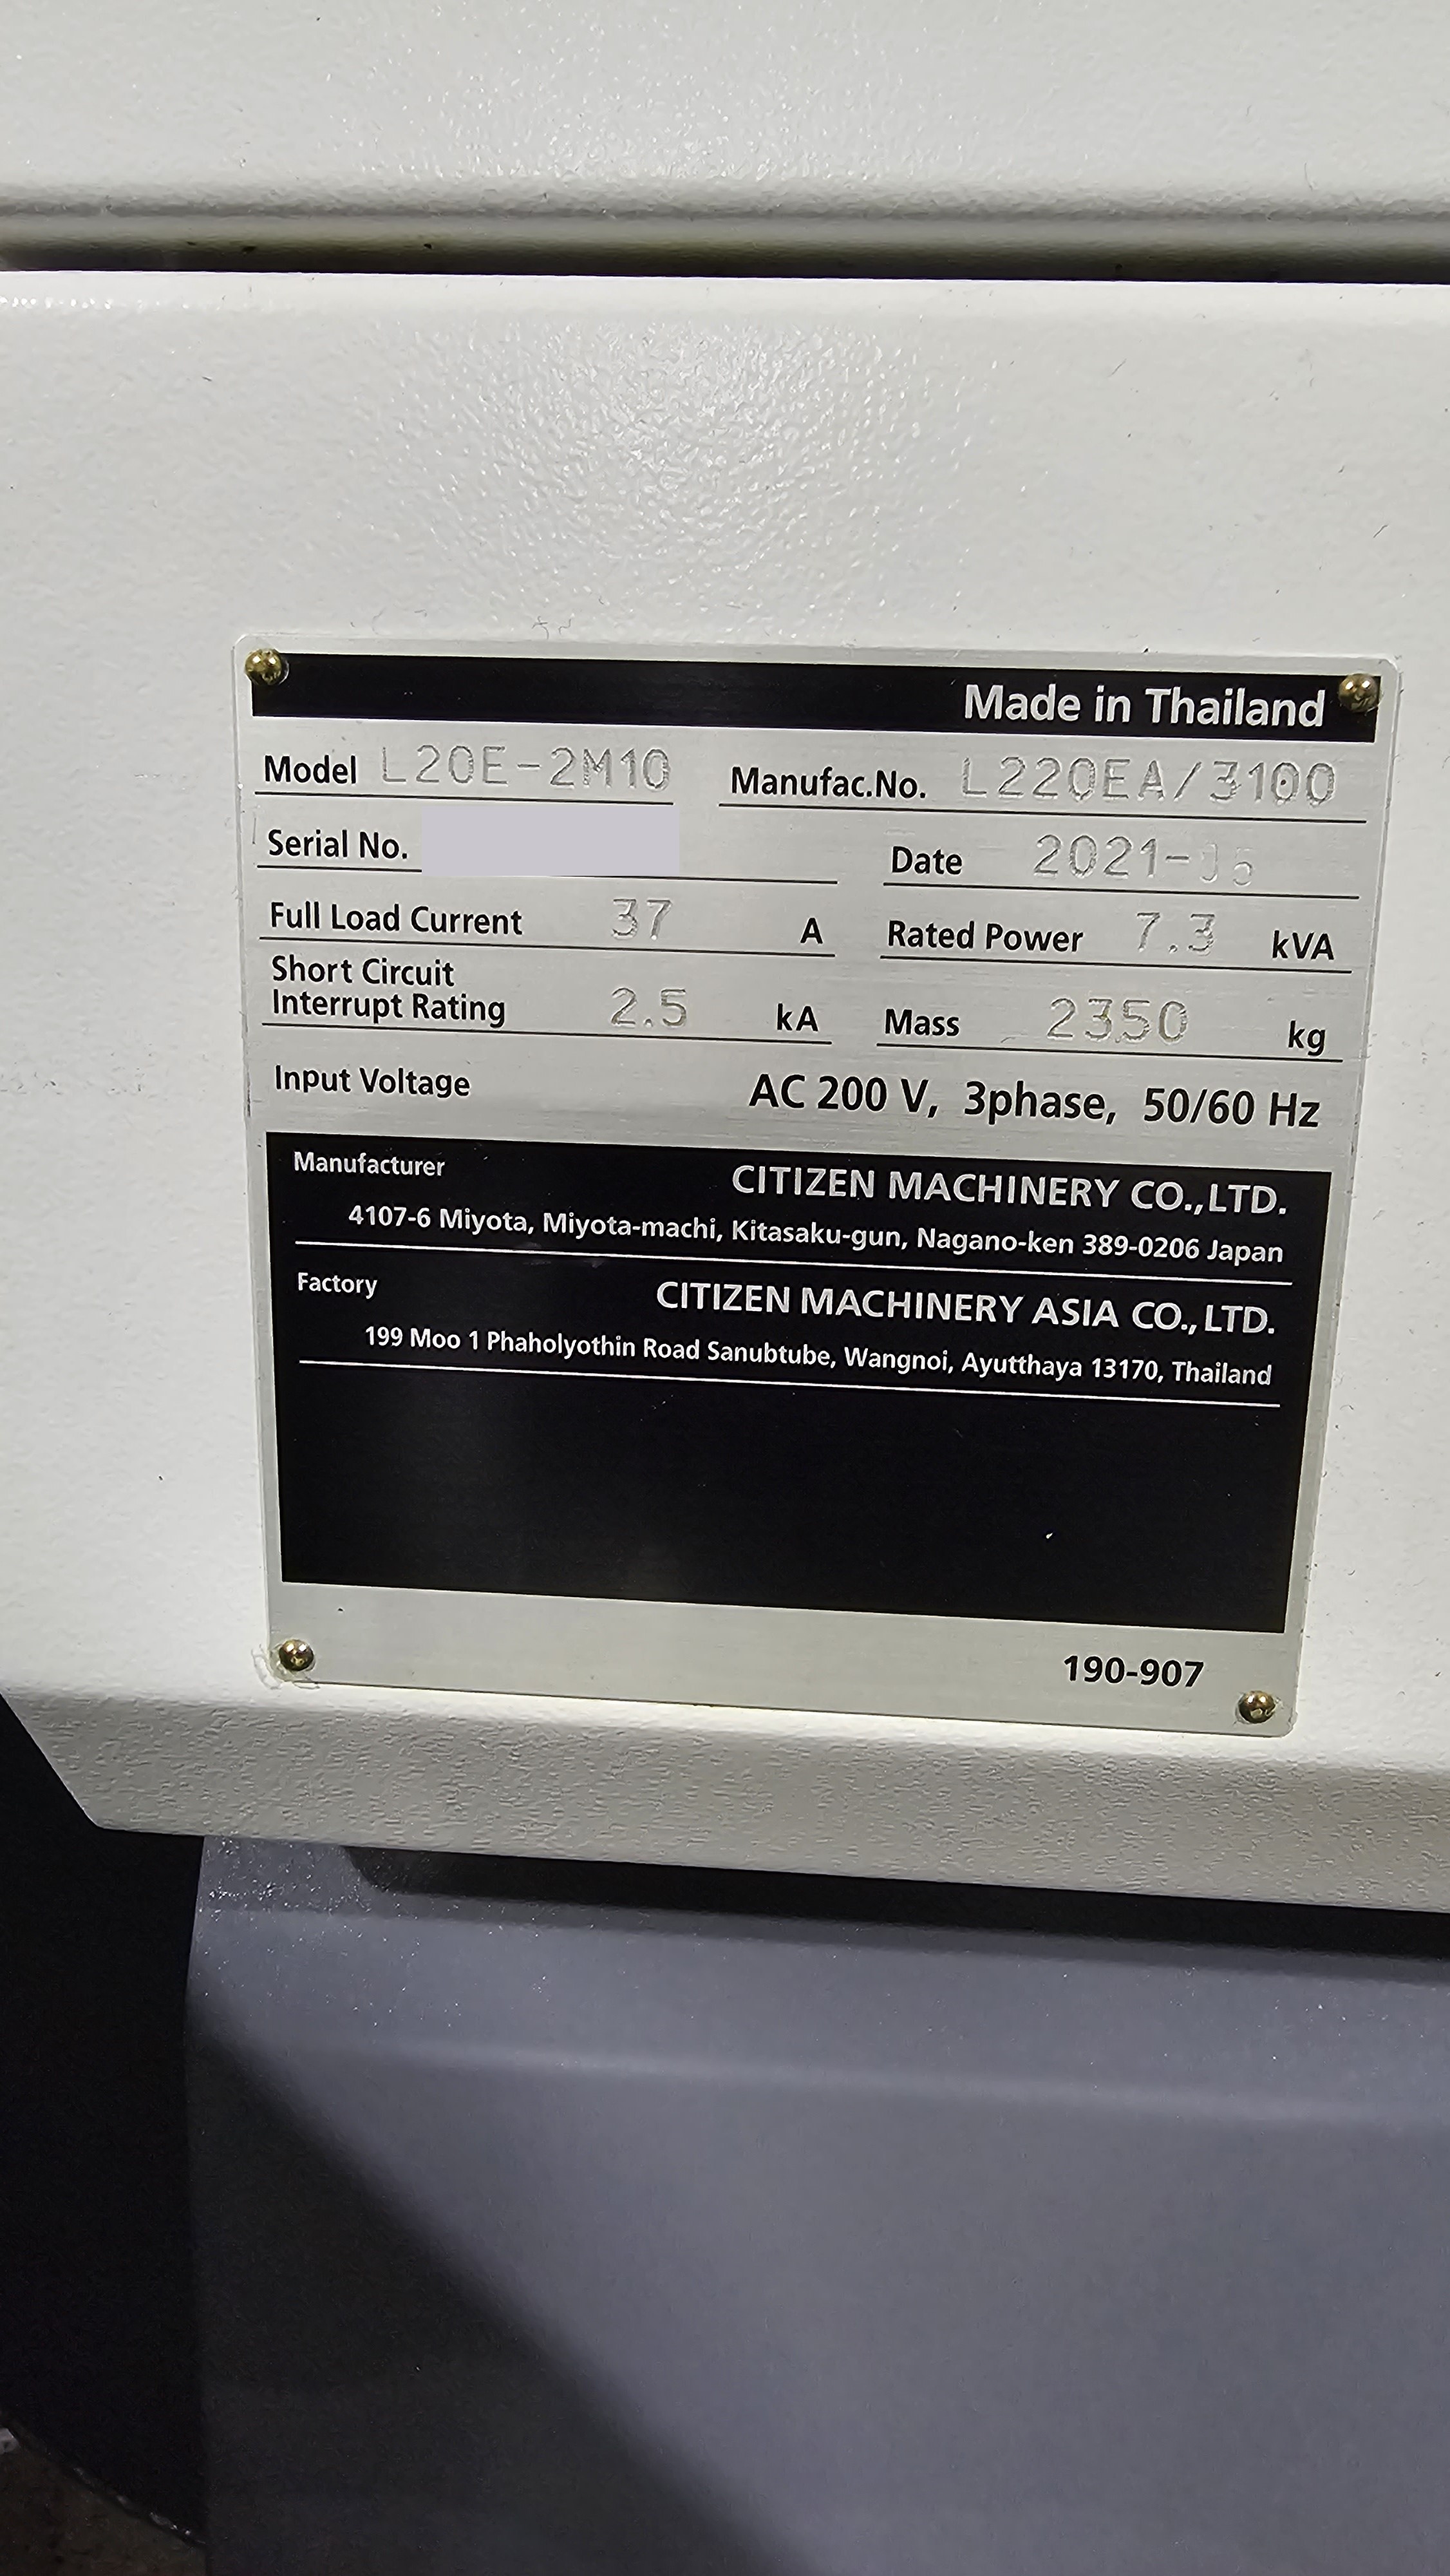 Made in Thailand
Model L20E-2M10 Manufac.No. L220EA/3100
Serial No. Date 2021-
Full Load Current 37 A Rated Power 7.3 kVA
Short Circuit
Interrupt Rating 2.5 kA Mass 2350 kg
Input Voltage AC 200 V, 3phase, 50/60 Hz
Manufacturer CITIZEN MACHINERY CO.,LTD.
4107-6 Miyota, Miyota-machi, Kitasaku-gun, Nagano-ken 389-0206 Japan
Factory CITIZEN MACHINERY ASIA CO.,LTD.
199 Moo 1 Phaholyothin Road Sanubtube, Wangnoi, Ayutthaya 13170, Thailand
190-907